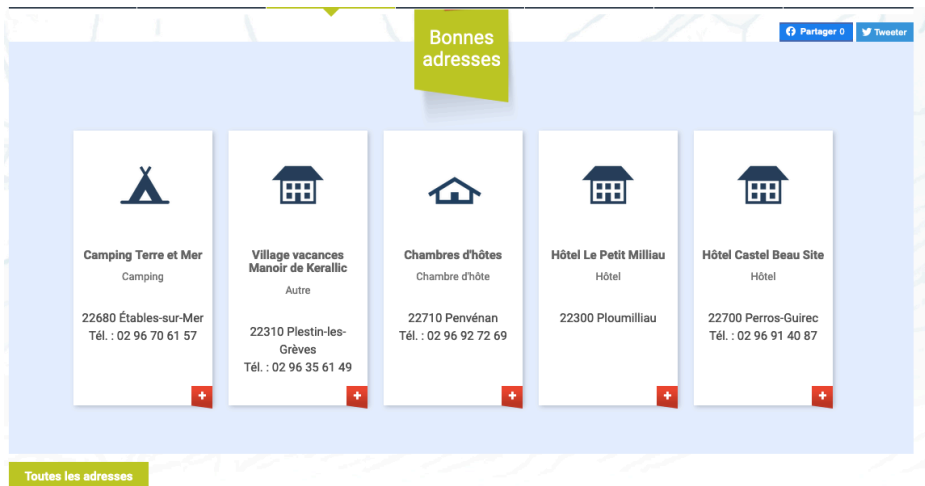 Bonnes
adresses
Partager 0
Tweeter
Camping Terre et Mer
Camping
22680 Étables-sur-Mer
Tél. : 02 96 70 61 57
Village vacances
Manoir de Kerallic
Autre
22310 Plestin-les-
Grèves
Tél. : 02 96 35 61 49
Chambres d'hôtes
Chambre d'hôte
22710 Penvénan
Tél. : 02 96 92 72 69
Hôtel Le Petit Milliau
Hôtel
22300 Ploumilliau
Hôtel Castel Beau Site
Hôtel
22700 Perros-Guirec
Tél. : 02 96 91 40 87
Toutes les adresses